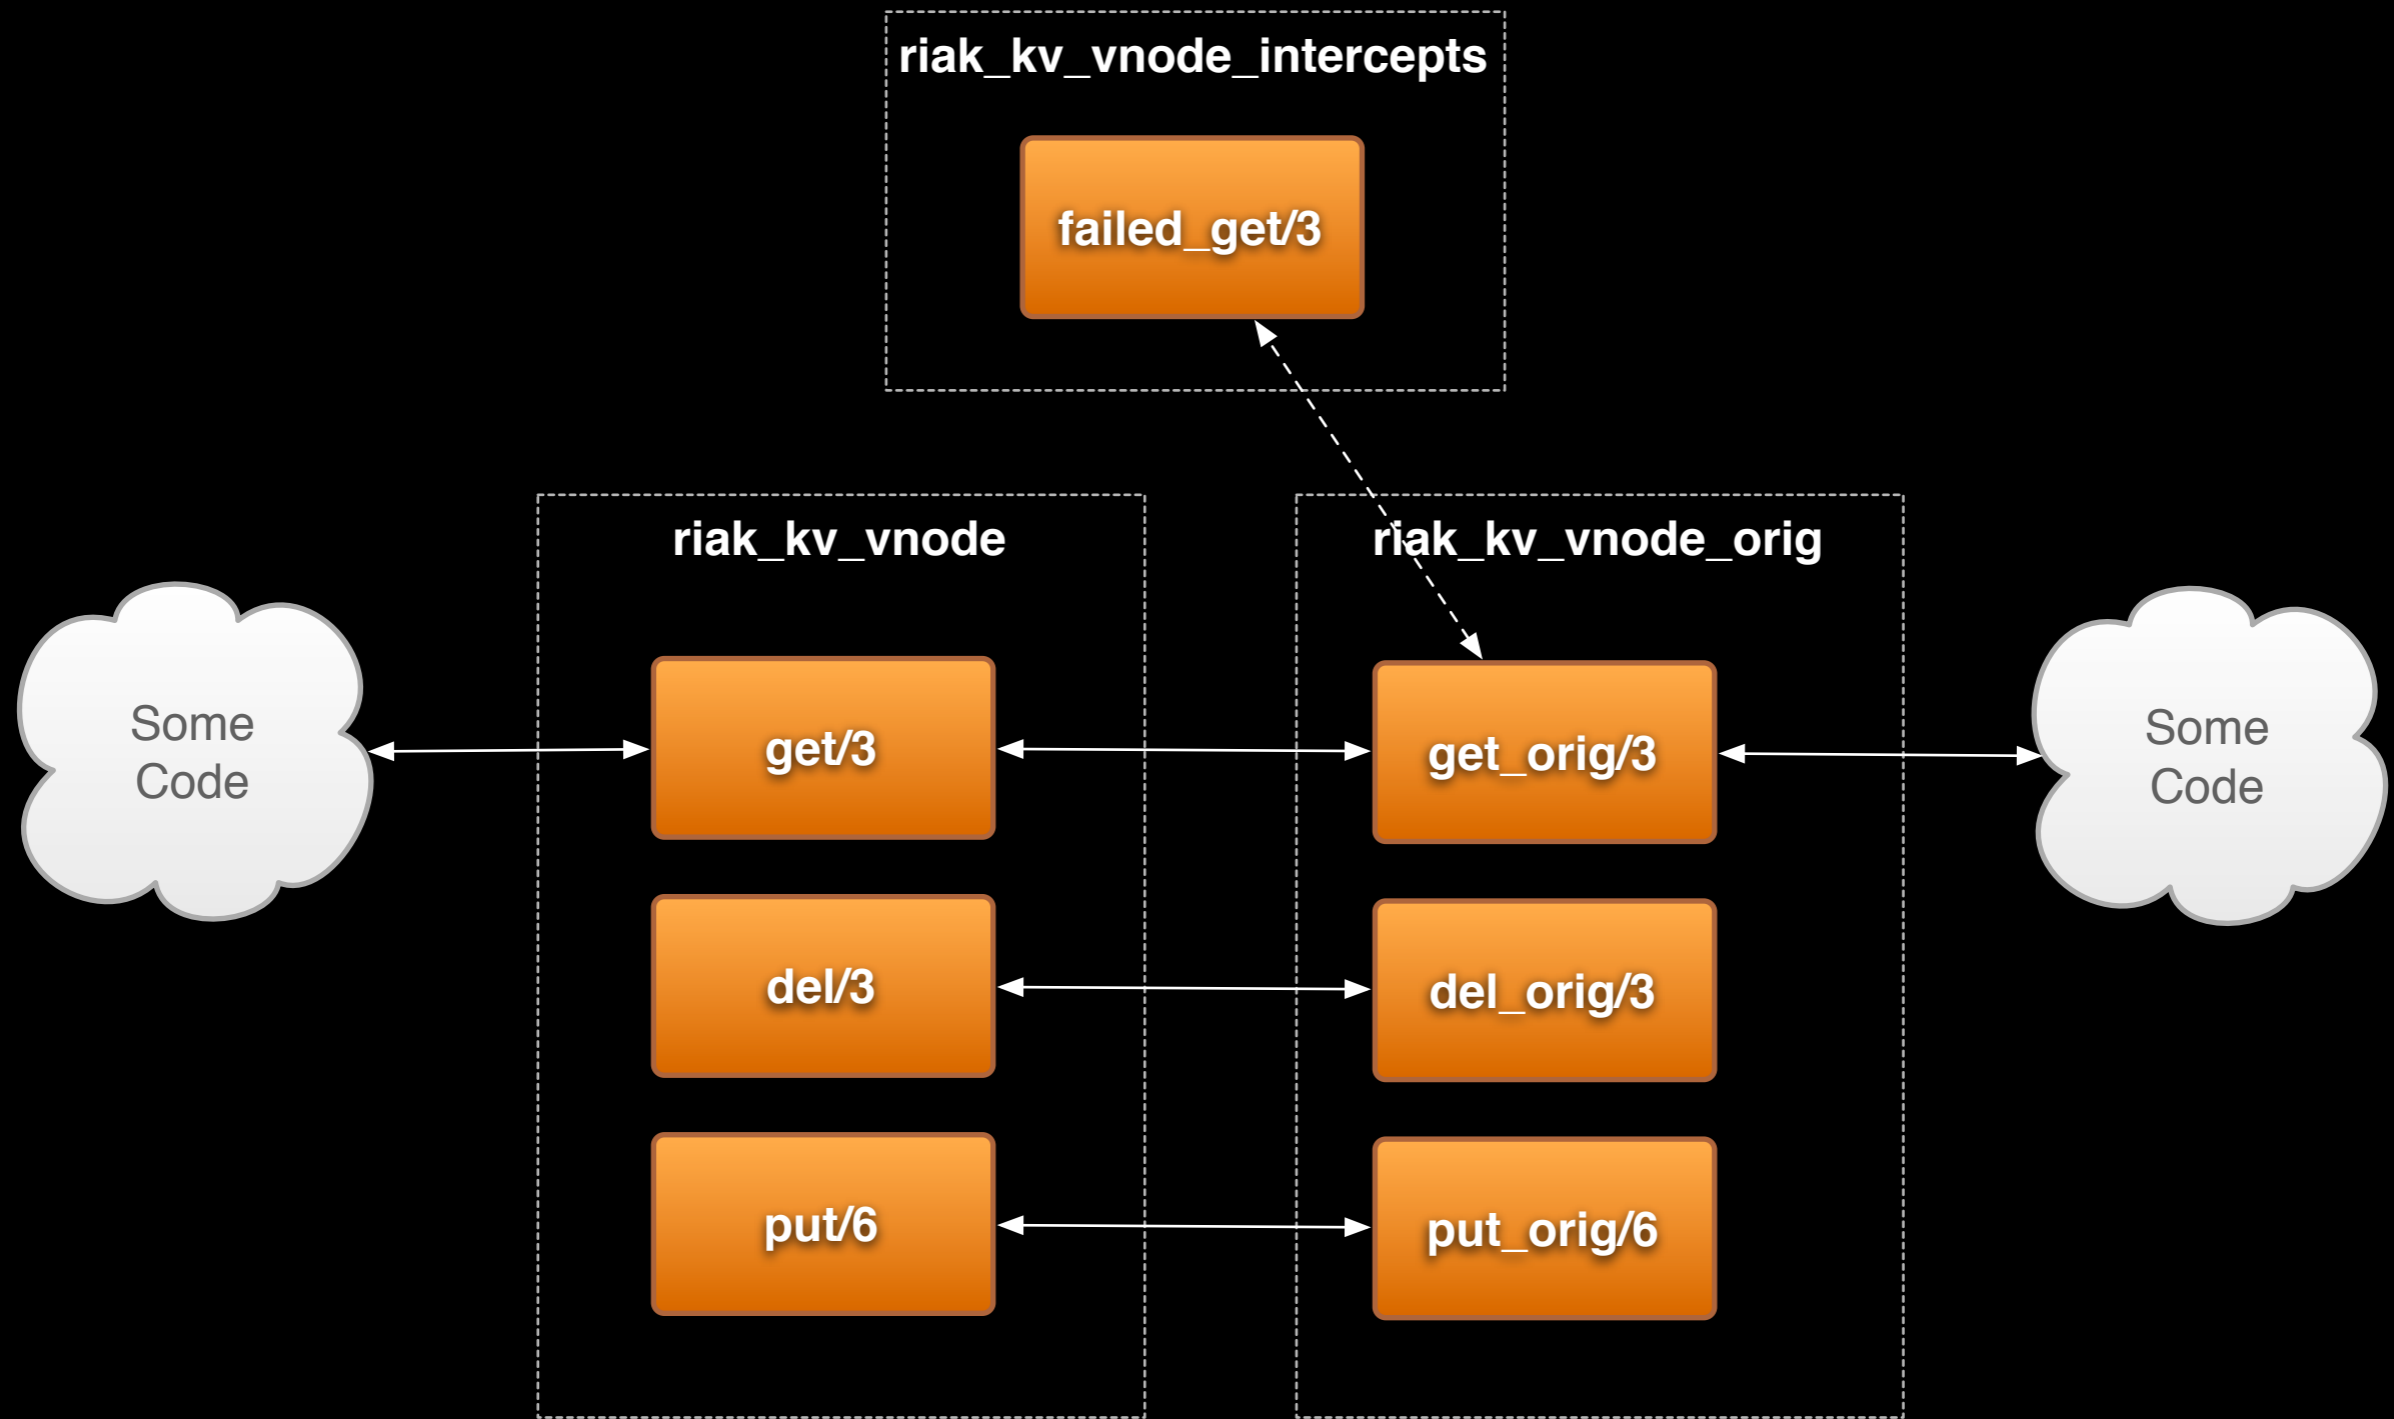 riak_kv_vnode_intercepts
failed_get/3
riak_kv_vnode
riak_kv_vnode_orig
Some
Code
get/3
get_orig/3
Some
Code
del/3
del_orig/3
put/6
put_orig/6